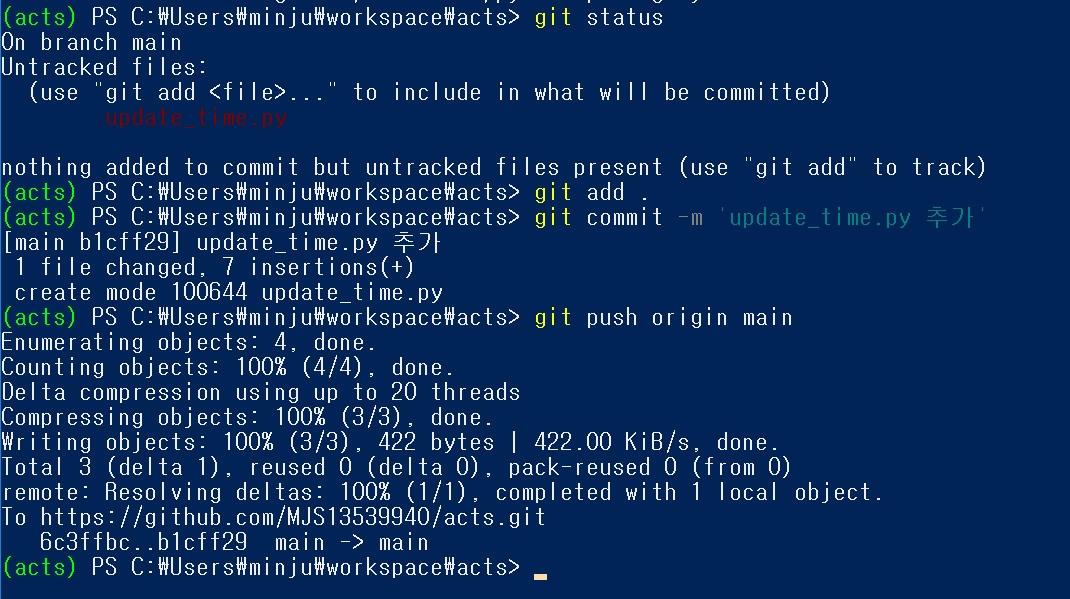 (acts) PS C:₩Users₩minju₩workspace₩acts> git status
On branch main
Untracked files:
  (use "git add <file>..." to include in what will be committed)
        update_time.py

nothing added to commit but untracked files present (use "git add" to track)
(acts) PS C:₩Users₩minju₩workspace₩acts> git add .
(acts) PS C:₩Users₩minju₩workspace₩acts> git commit -m 'update_time.py 추가'
[main b1cff29] update_time.py 추가
 1 file changed, 7 insertions(+)
 create mode 100644 update_time.py
(acts) PS C:₩Users₩minju₩workspace₩acts> git push origin main
Enumerating objects: 4, done.
Counting objects: 100% (4/4), done.
Delta compression using up to 20 threads
Compressing objects: 100% (3/3), done.
Writing objects: 100% (3/3), 422 bytes | 422.00 KiB/s, done.
Total 3 (delta 1), reused 0 (delta 0), pack-reused 0 (from 0)
remote: Resolving deltas: 100% (1/1), completed with 1 local object.
To https://github.com/MJS13539940/acts.git
   6c3ffbc..b1cff29  main -> main
(acts) PS C:₩Users₩minju₩workspace₩acts>